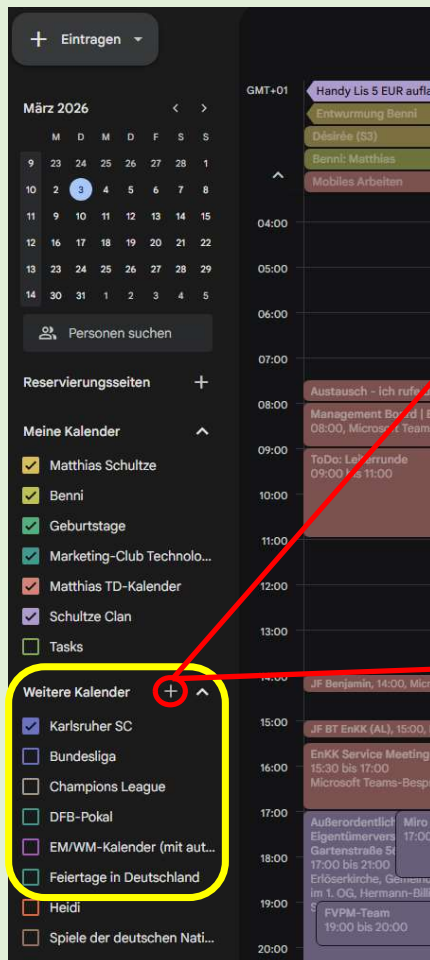 + Eintragen
März 2026 < >
M D M D F S S
9 23 24 25 26 27 28 1
10 2 3 4 5 6 7 8
11 9 10 11 12 13 14 15
12 16 17 18 19 20 21 22
13 23 24 25 26 27 28 29
14 30 31 1 2 3 4 5
Personen suchen
Reservierungsseiten +
Meine Kalender
Matthias Schultze
Benni
Geburtstage
Marketing-Club Technolo...
Matthias TD-Kalender
Schultze Clan
Tasks
Weitere Kalender +
Karlsruher SC
Bundesliga
Champions League
DFB-Pokal
EM/WM-Kalender (mit aut...
Feiertage in Deutschland
Heidi
Spiele der deutschen Nati...
GMT+01
Handy Lis 5 EUR aufla
Entwurmung Benni
Désirée (S3)
Benni: Matthias
Mobiles Arbeiten
04:00
05:00
06:00
07:00
Austausch - ich rufe
08:00
Management Board |
08:00, Microsoft Team
09:00
ToDo: Leiterrunde
09:00 bis 11:00
10:00
11:00
12:00
13:00
14:00
JF Benjamin, 14:00, Micr
15:00
JF BT EnKK (AL), 15:00,
EnKK Service Meeting
15:30 bis 17:00
16:00
Microsoft Teams-Bespr
17:00
Außerordentlich
Eigentümervers
Gartenstraße 5
17:00 bis 21:00
Erlöserkirche, Gemeind
im 1. OG, Hermann-Billi
Miro
17:00
18:00
19:00
FVPM-Team
19:00 bis 20:00
20:00